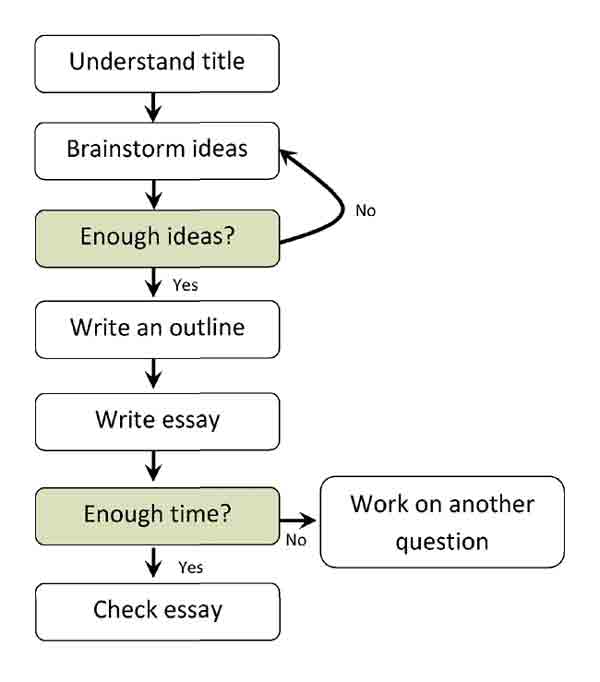 Understand title
Brainstorm ideas
No
Enough ideas?
Yes
Write an outline
Write essay
Enough time?
No
Work on another
question
Yes
Check essay